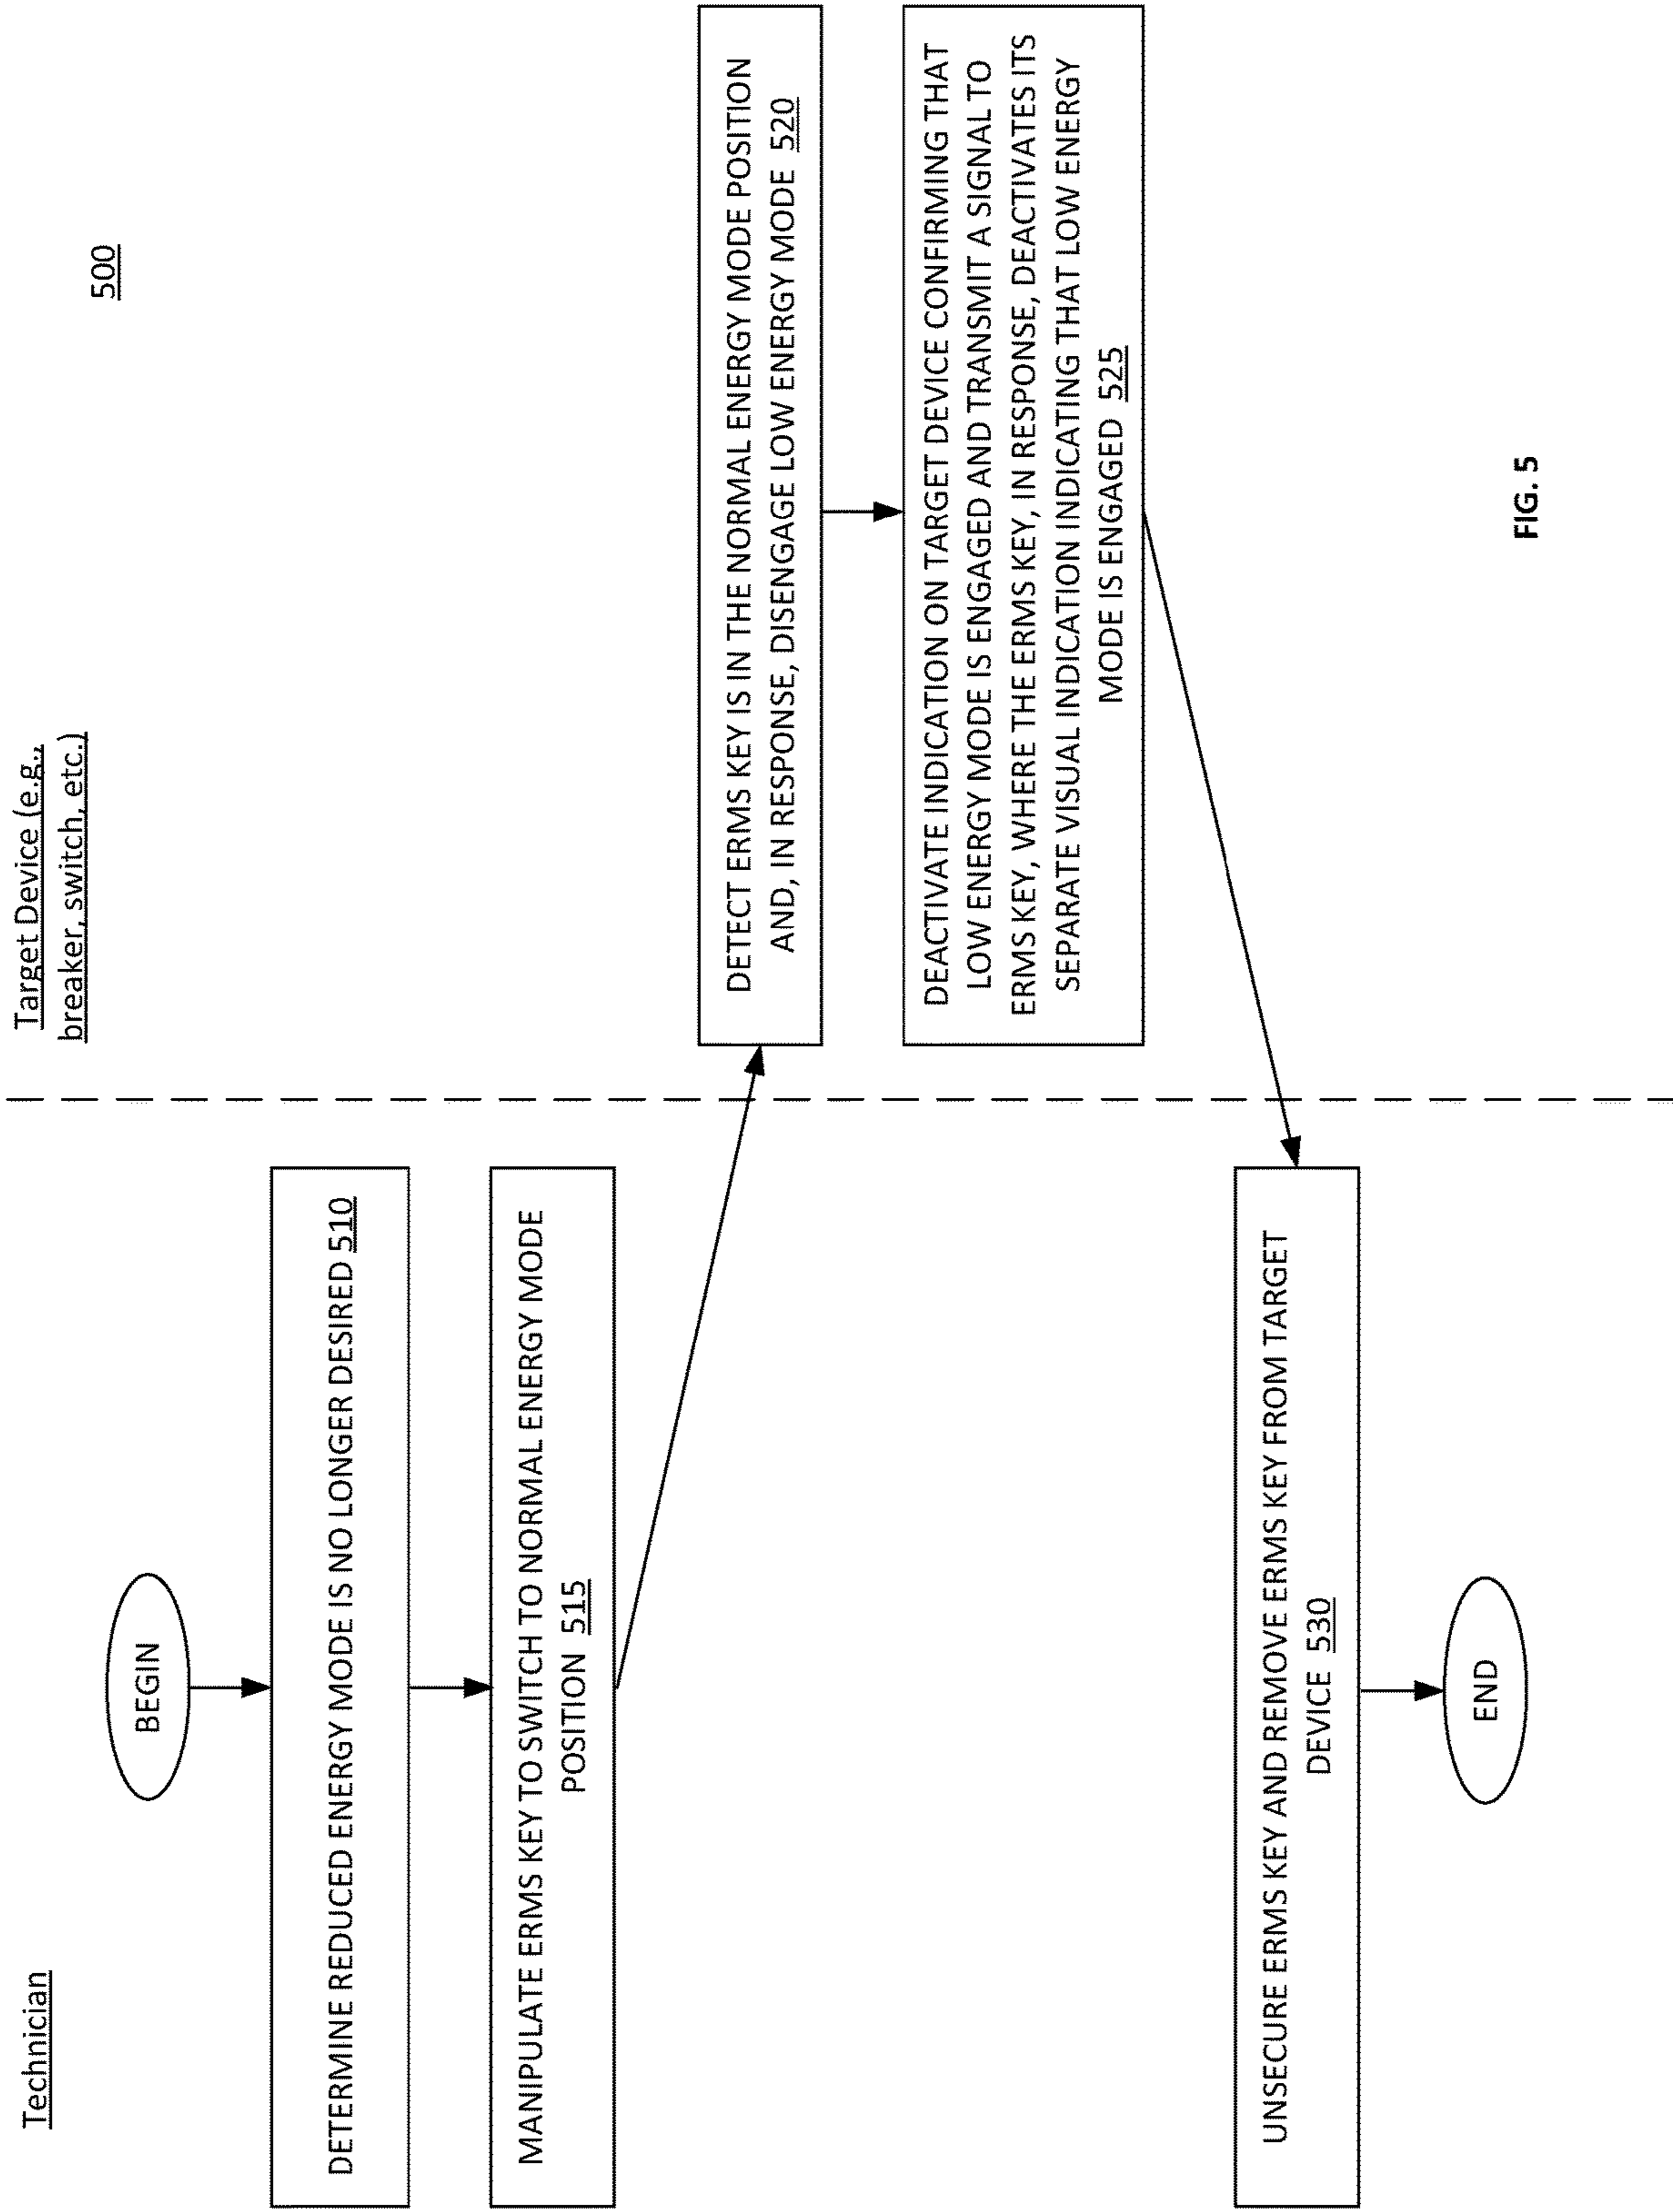 500
Technician
Target Device (e.g.,
breaker, switch, etc.)
BEGIN
DETERMINE REDUCED ENERGY MODE IS NO LONGER DESIRED 510
MANIPULATE ERMS KEY TO SWITCH TO NORMAL ENERGY MODE
POSITION 515
DETECT ERMS KEY IS IN THE NORMAL ENERGY MODE POSITION
AND, IN RESPONSE, DISENGAGE LOW ENERGY MODE 520
DEACTIVATE INDICATION ON TARGET DEVICE CONFIRMING THAT
LOW ENERGY MODE IS ENGAGED AND TRANSMIT A SIGNAL TO
ERMS KEY, WHERE THE ERMS KEY, IN RESPONSE, DEACTIVATES ITS
SEPARATE VISUAL INDICATION INDICATING THAT LOW ENERGY
MODE IS ENGAGED 525
UNSECURE ERMS KEY AND REMOVE ERMS KEY FROM TARGET
DEVICE 530
END
FIG. 5